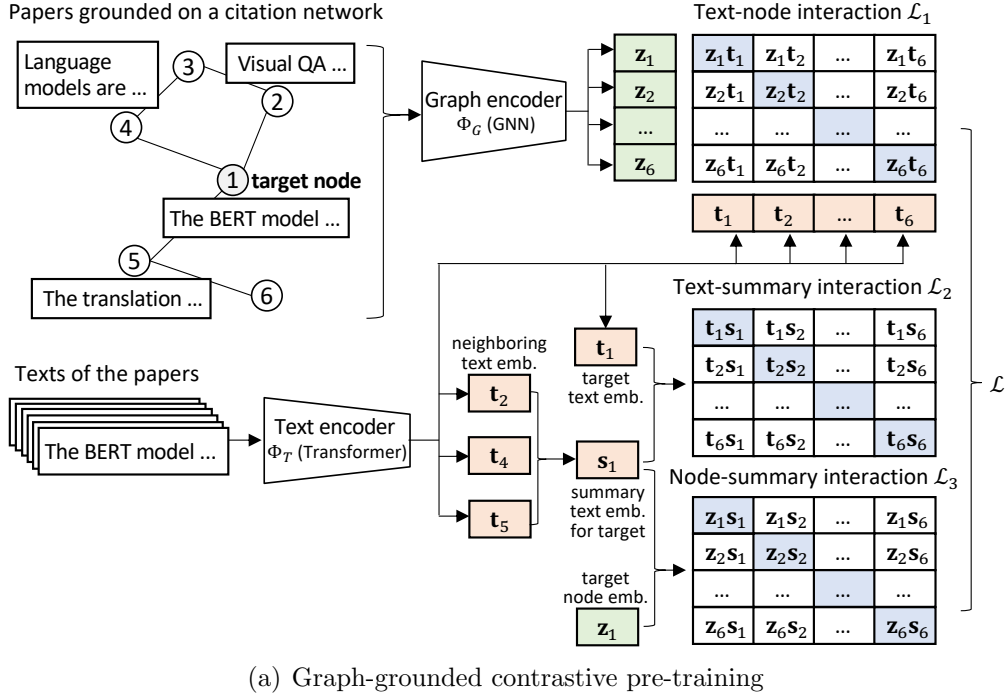 Papers grounded on a citation network
Language
models are ...
3
Visual QA ...
2
4
1
target node
The BERT model ...
5
The translation ...
6
Graph encoder
Φ_G (GNN)
z₁
z₂
...
z₆
Text-node interaction ℒ₁
z₁t₁ z₁t₂ ... z₁t₆
z₂t₁ z₂t₂ ... z₂t₆
... ... ... ...
z₆t₁ z₆t₂ ... z₆t₆
t₁ t₂ ... t₆
Texts of the papers
The BERT model ...
Text encoder
Φ_T (Transformer)
neighboring
text emb.
t₂
t₄
t₅
t₁
target
text emb.
s₁
summary
text emb.
for target
target
node emb.
z₁
Text-summary interaction ℒ₂
t₁s₁ t₁s₂ ... t₁s₆
t₂s₁ t₂s₂ ... t₂s₆
... ... ... ...
t₆s₁ t₆s₂ ... t₆s₆
Node-summary interaction ℒ₃
z₁s₁ z₁s₂ ... z₁s₆
z₂s₁ z₂s₂ ... z₂s₆
... ... ... ...
z₆s₁ z₆s₂ ... z₆s₆
ℒ
(a) Graph-grounded contrastive pre-training